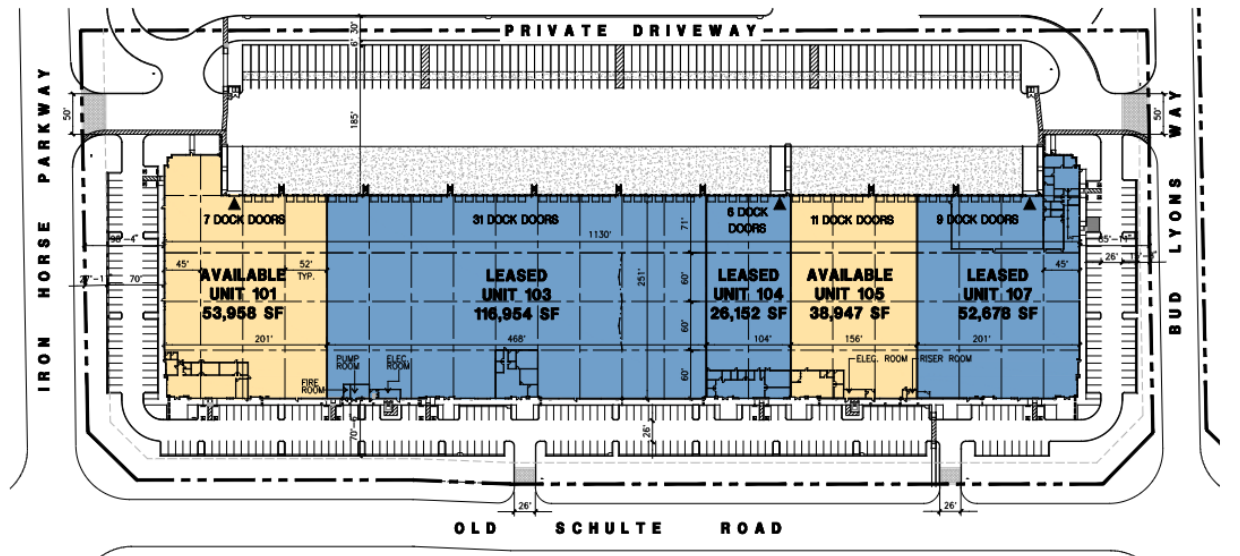 PRIVATE DRIVEWAY
IRON HORSE PARKWAY
BUD LYONS WAY
6'
30'
50'
185'
50'
7 DOCK DOORS
31 DOCK DOORS
6 DOCK
DOORS
11 DOCK DOORS
9 DOCK DOORS
71'
1130'
70'
45'
52'
TYP.
251'
60'
45'
26'
AVAILABLE
UNIT 101
53,958 SF
LEASED
UNIT 103
116,954 SF
LEASED
UNIT 104
26,152 SF
AVAILABLE
UNIT 105
38,947 SF
LEASED
UNIT 107
52,678 SF
60'
201'
468'
104'
156'
201'
PUMP
ROOM
ELEC.
ROOM
FIRE
ROOM
60'
ELEC. ROOM
RISER ROOM
26'
26'
26'
OLD SCHULTE ROAD